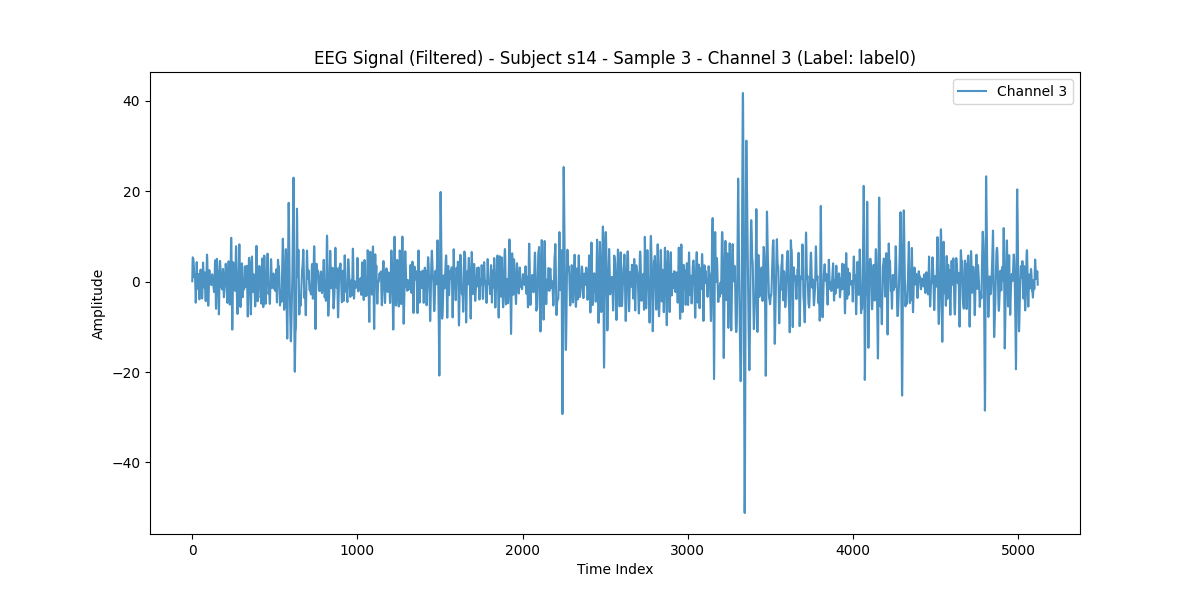 EEG Signal (Filtered) - Subject s14 - Sample 3 - Channel 3 (Label: label0)
Channel 3
40
20
0
−20
−40
Amplitude
0 1000 2000 3000 4000 5000
Time Index